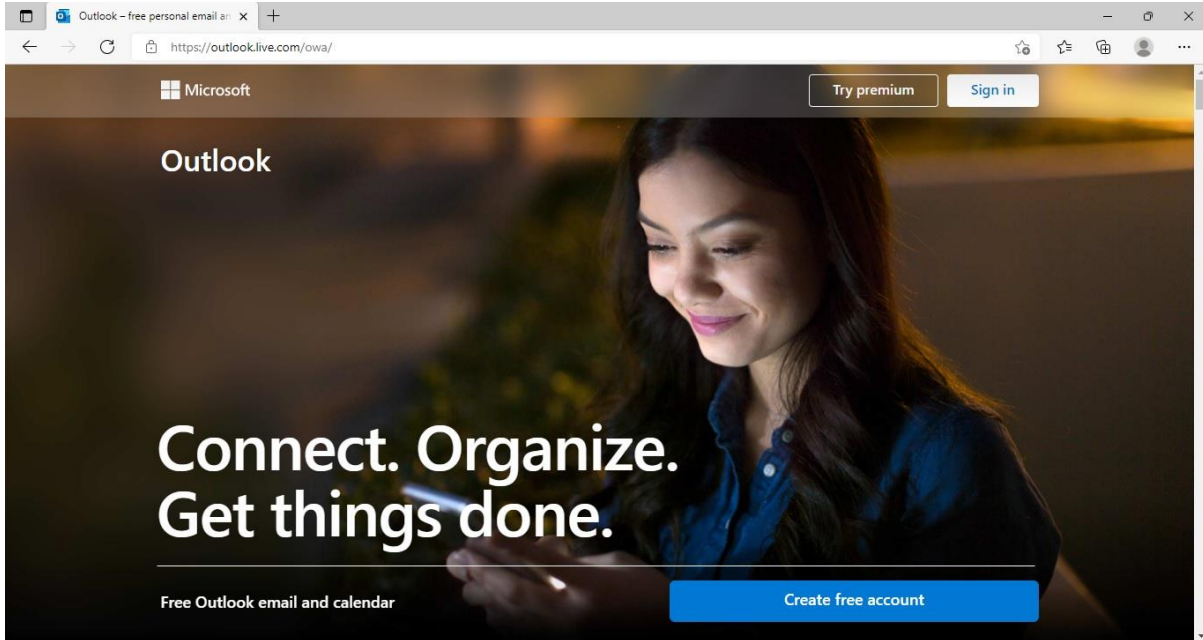 Outlook – free personal email an
https://outlook.live.com/owa/
Microsoft
Try premium
Sign in
Outlook
Connect. Organize.
Get things done.
Free Outlook email and calendar
Create free account